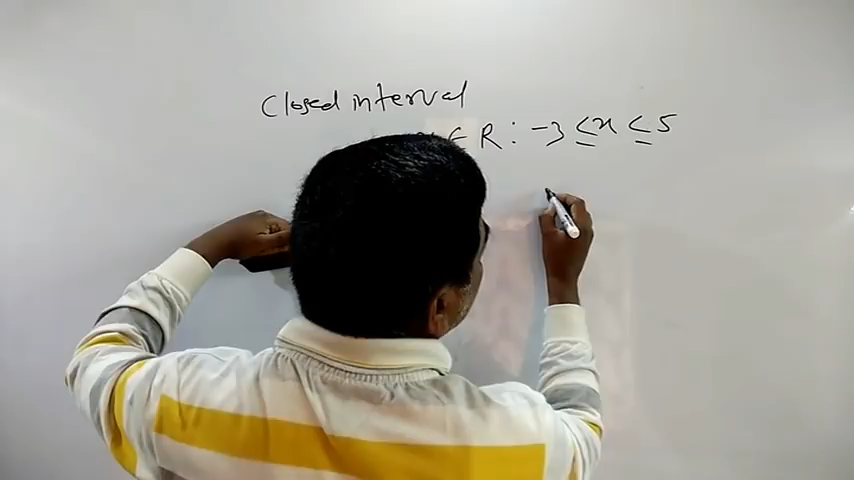 Closed interval
∈ R : -3 ≤ x ≤ 5